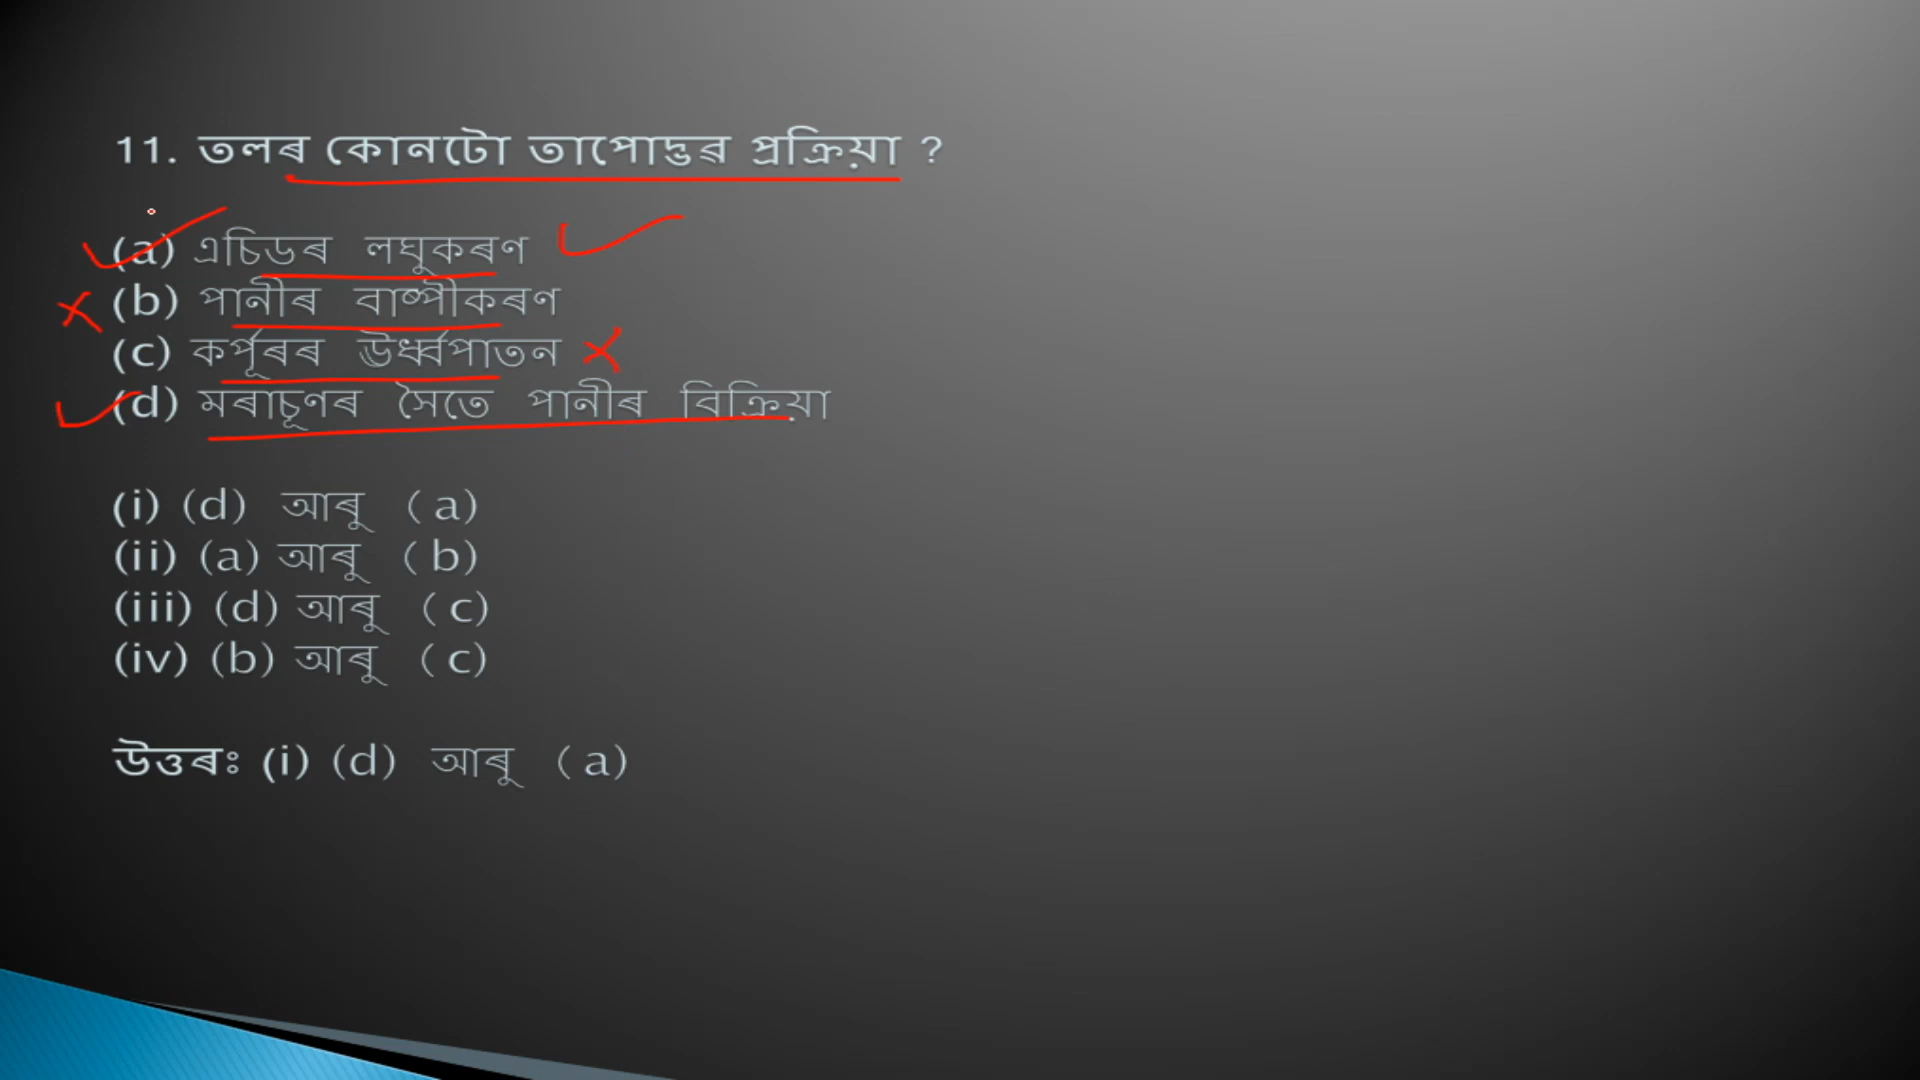 11. তলৰ কোনটো তাপোদ্ভৱ প্ৰক্ৰিয়া ?
(a) এচিডৰ লঘুকৰণ
(b) পানীৰ বাষ্পীকৰণ
(c) কৰ্পূৰৰ ঊৰ্ধ্বপাতন
(d) মৰাচূণৰ সৈতে পানীৰ বিক্ৰিয়া
(i) (d) আৰু ( a)
(ii) (a) আৰু ( b)
(iii) (d) আৰু ( c)
(iv) (b) আৰু ( c)
উত্তৰঃ (i) (d) আৰু ( a)